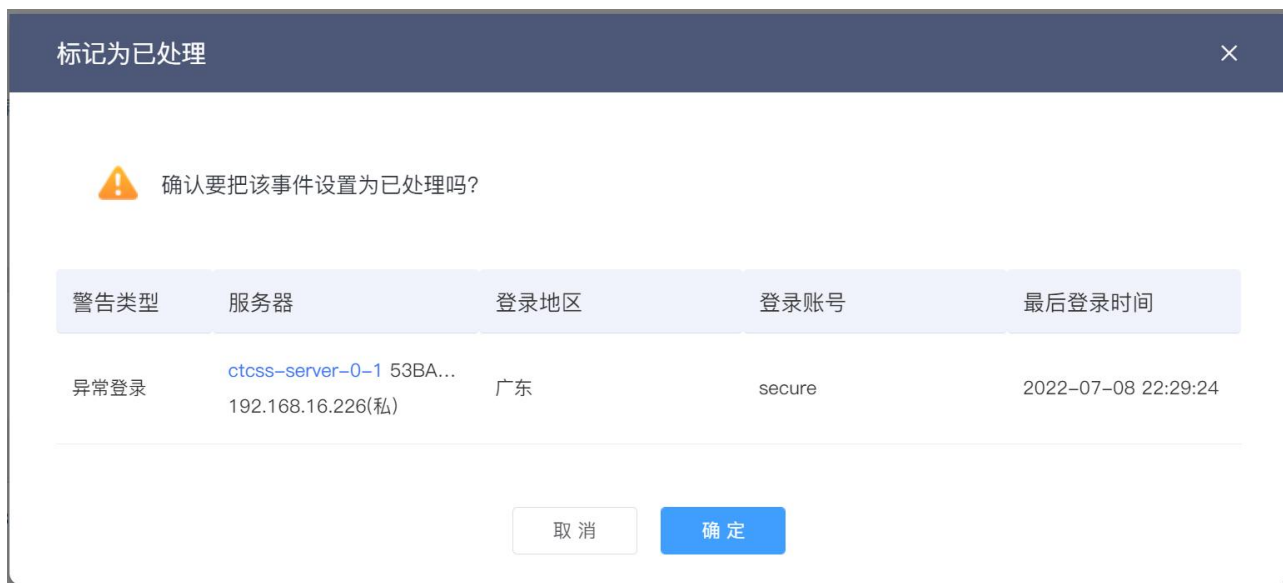 标记为已处理
确认要把该事件设置为已处理吗?
警告类型 服务器 登录地区 登录账号 最后登录时间
异常登录 ctcss-server-0-1 53BA... 广东 secure 2022-07-08 22:29:24
192.168.16.226(私)
取消 确定